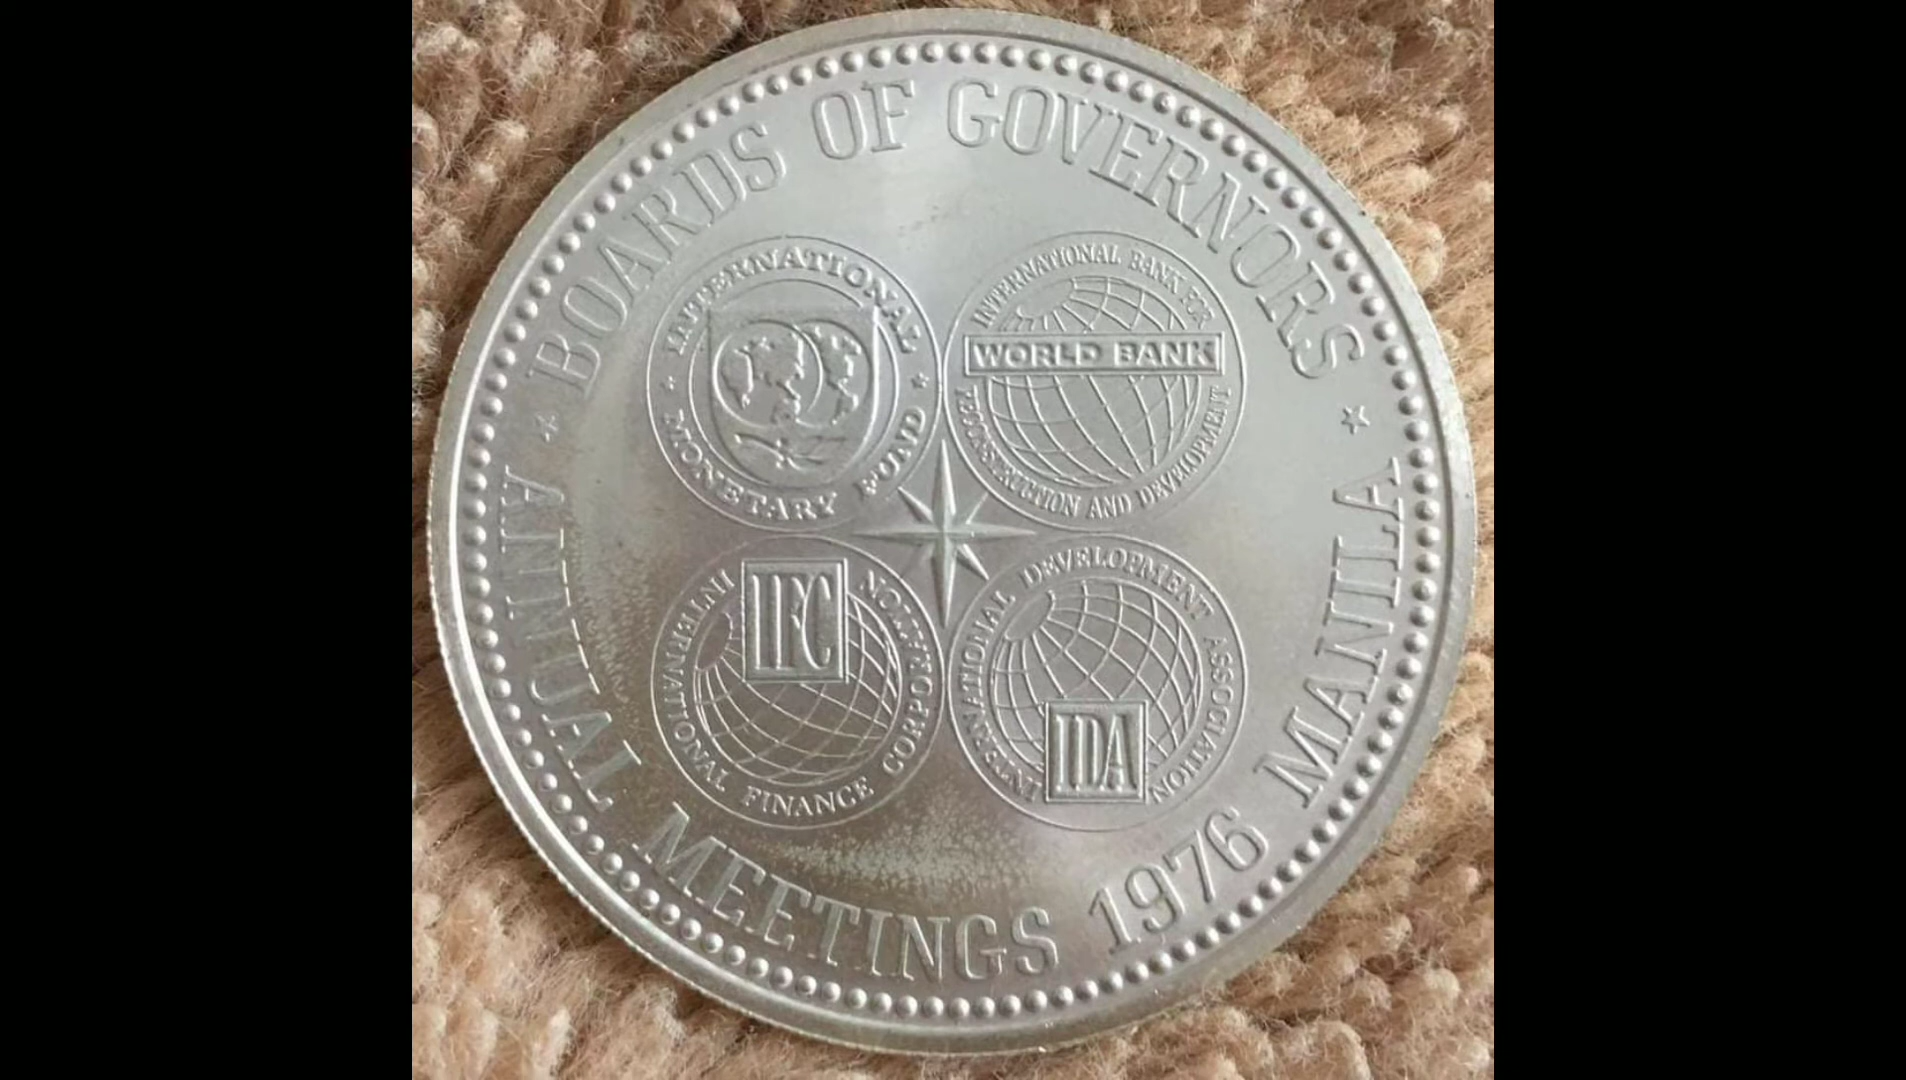 BOARDS OF GOVERNORS
ANNUAL MEETINGS 1976 MANILA
INTERNATIONAL
MONETARY FUND
INTERNATIONAL BANK FOR
WORLD BANK
RECONSTRUCTION AND DEVELOPMENT
IFC
INTERNATIONAL FINANCE CORPORATION
INTERNATIONAL DEVELOPMENT ASSOCIATION
IDA